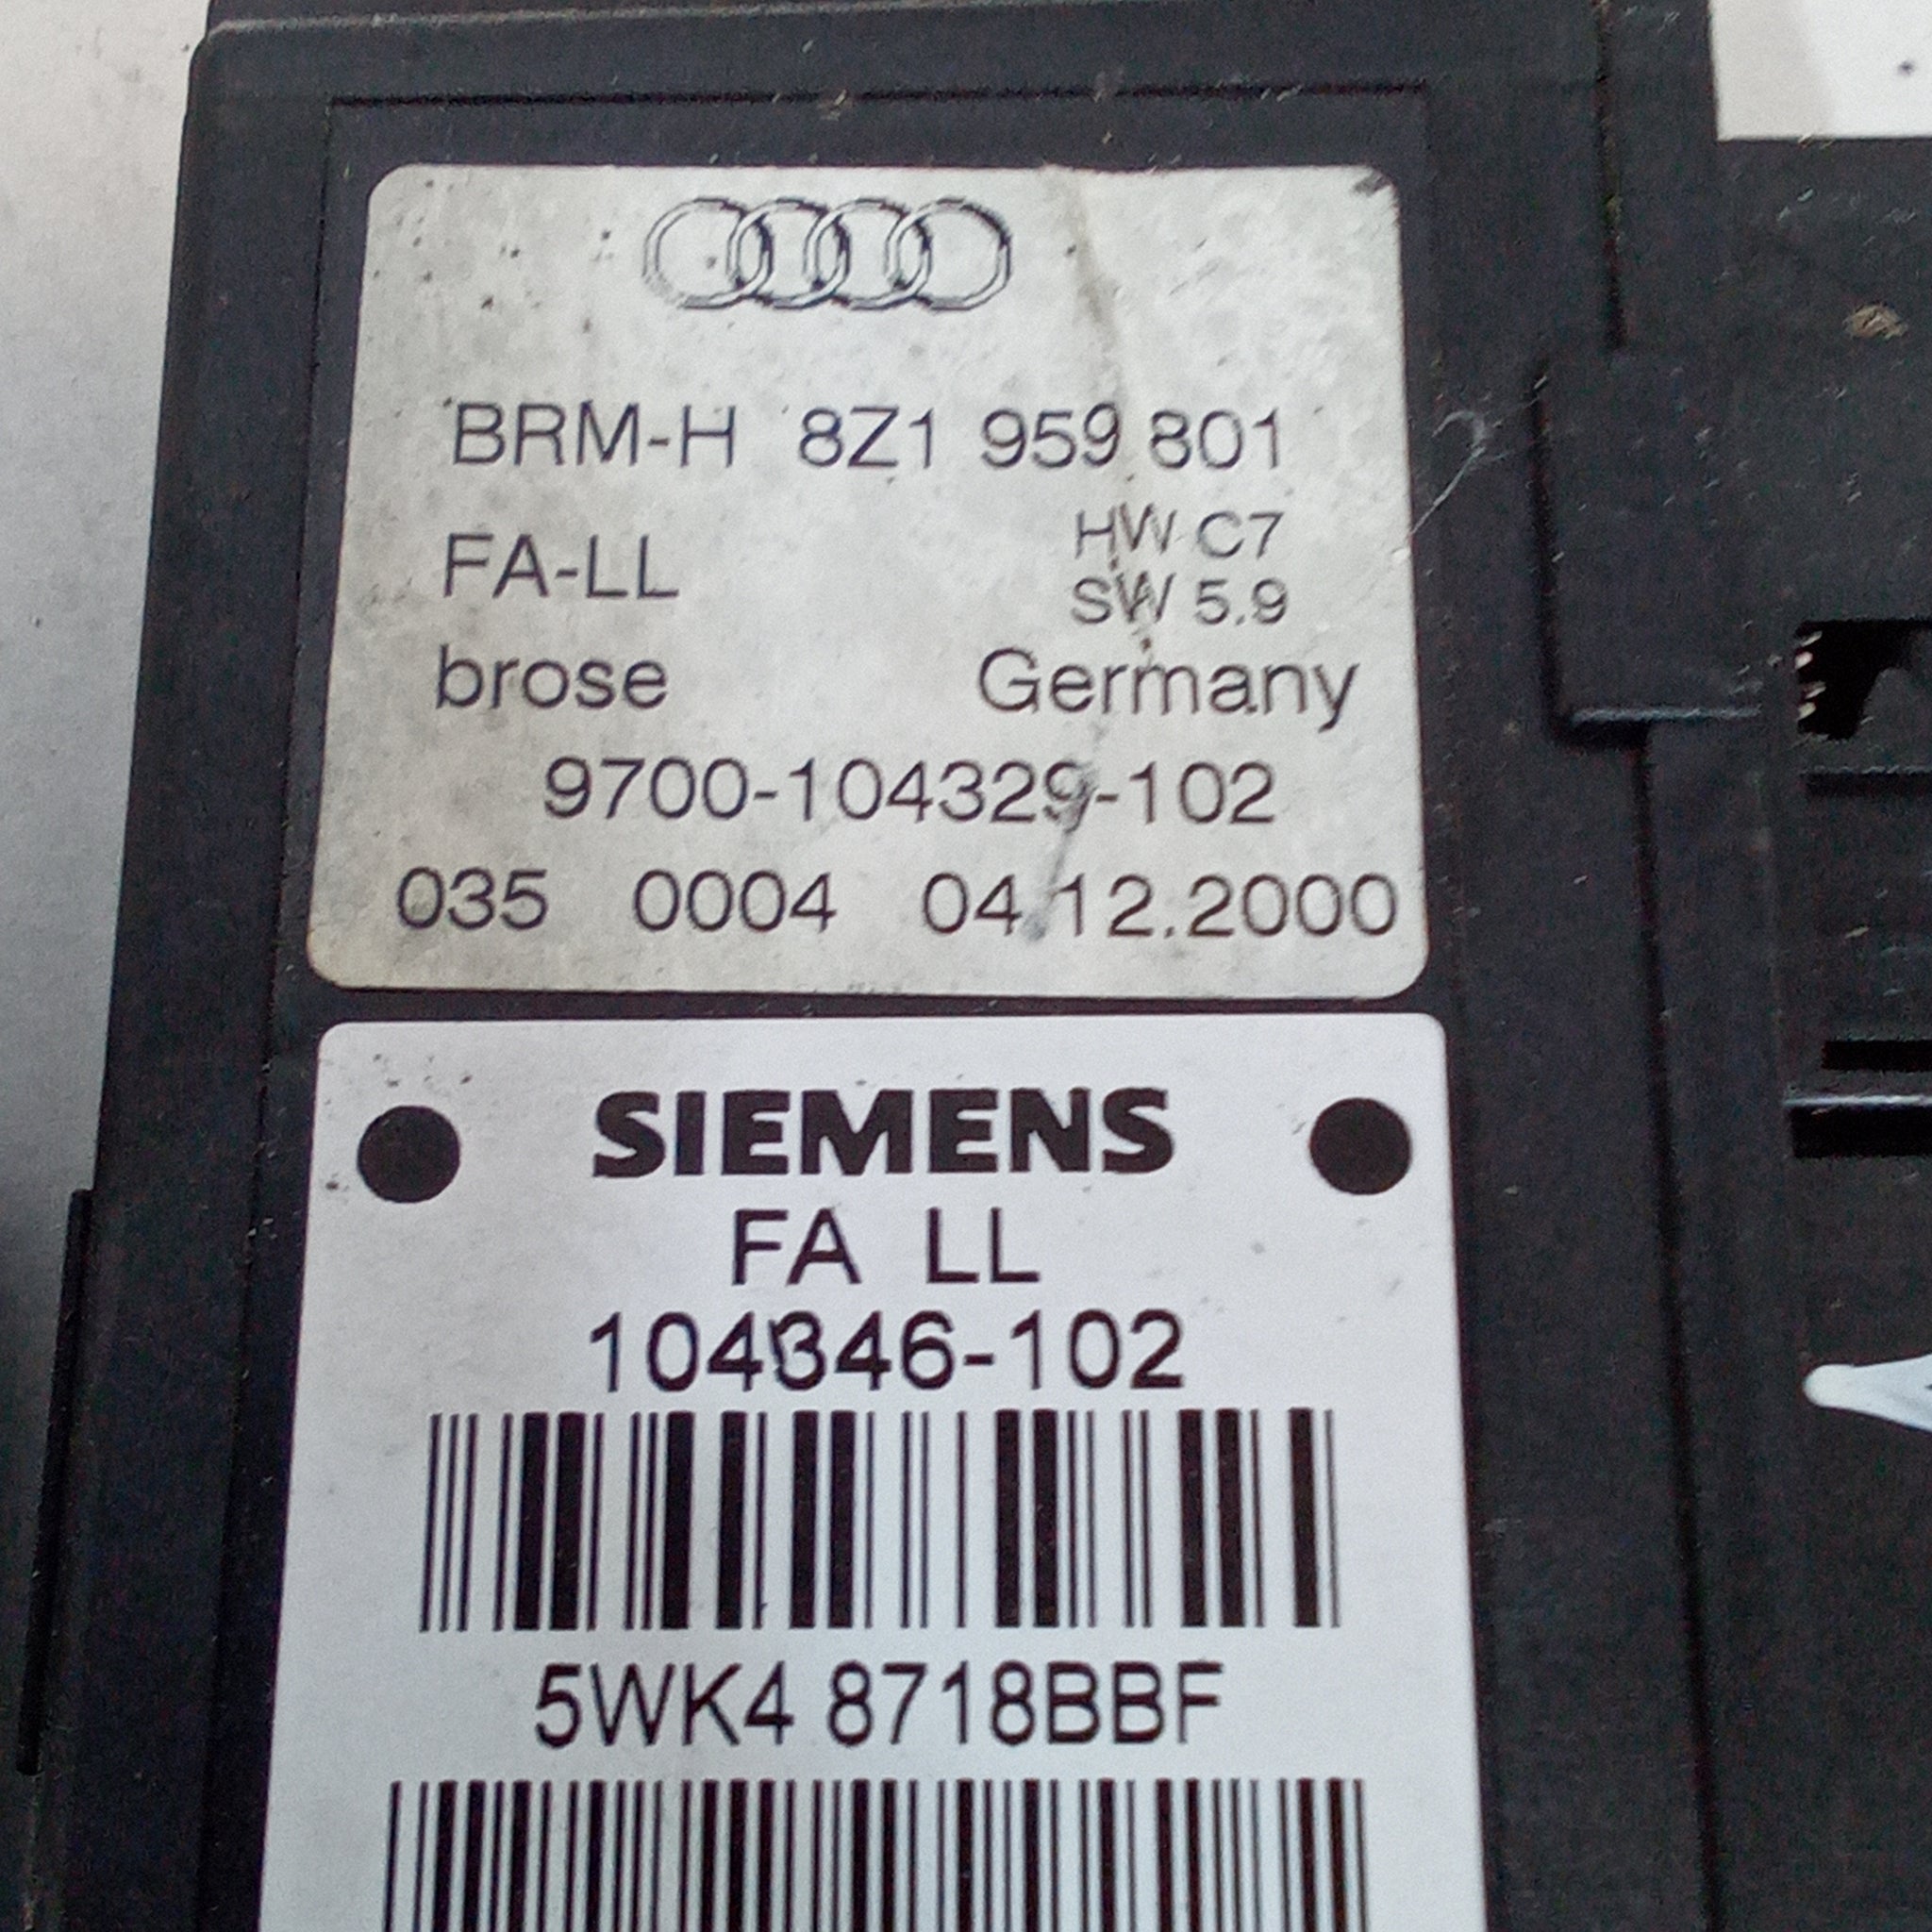 BRM-H 8Z1 959 801
FA-LL HW C7
SW 5.9
brose Germany
9700-104329-102
035 0004 04.12.2000
SIEMENS
FA LL
104346-102
5WK4 8718BBF